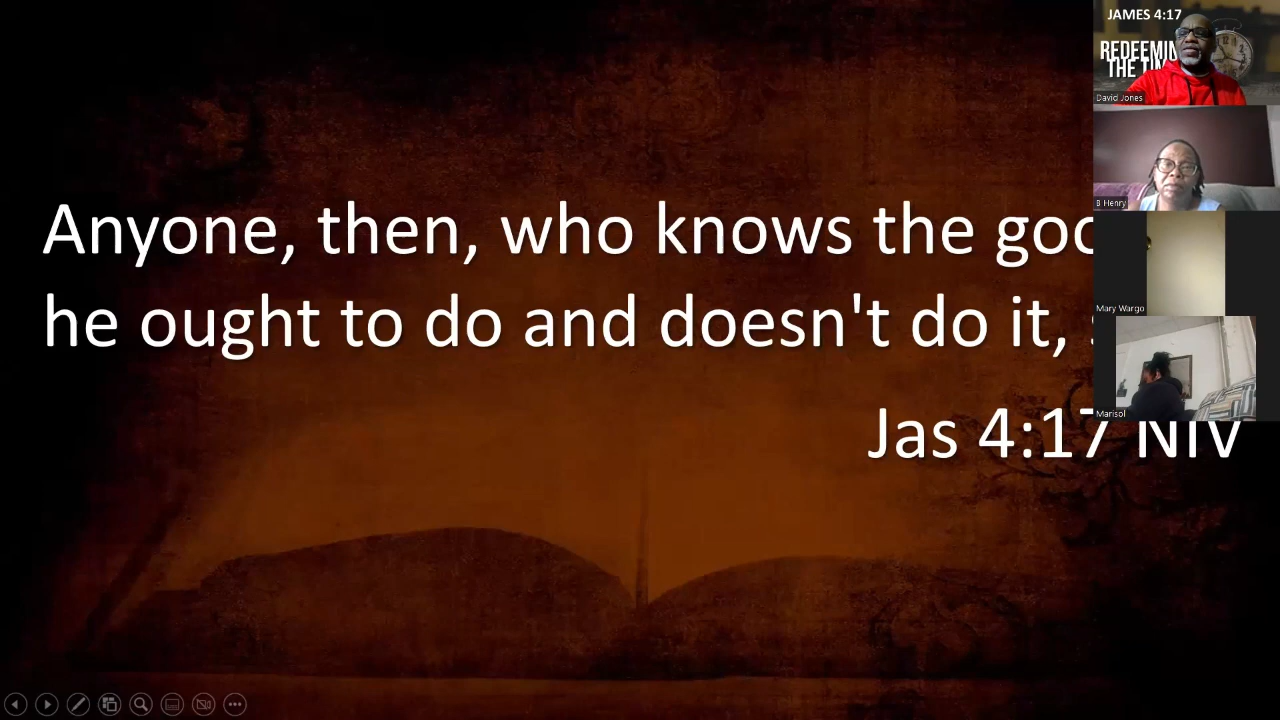 Anyone, then, who knows the
he ought to do and doesn't do it,
Jas 4:17 NIV
JAMES 4:17
THE
David Jones
B Henry
Mary Wargo
Marisol